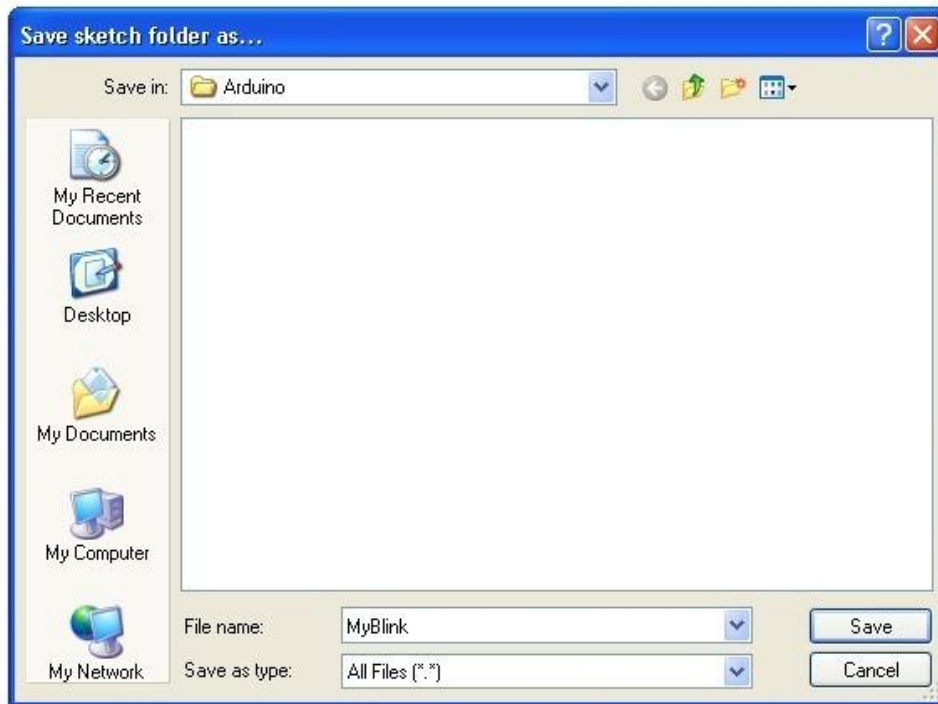 Save sketch folder as...
?
Save in:
Arduino
My Recent
Documents
Desktop
My Documents
My Computer
My Network
File name:
MyBlink
Save
Save as type:
All Files (*.*)
Cancel